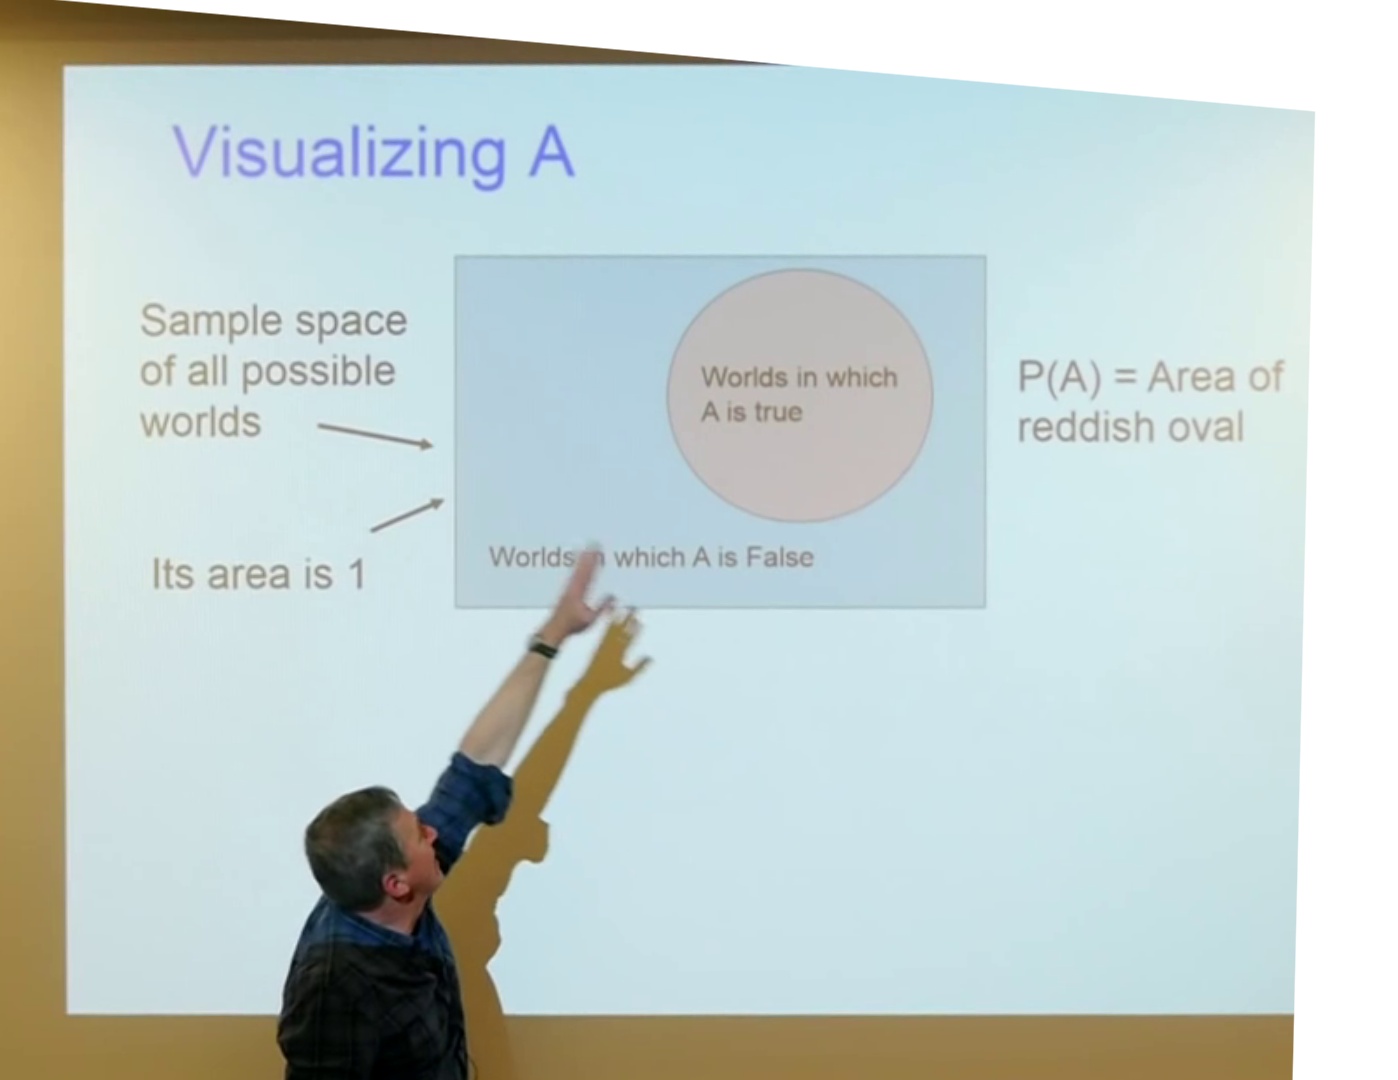 Visualizing A
Sample space
of all possible
worlds
Its area is 1
Worlds in which
A is true
Worlds in which A is False
P(A) = Area of
reddish oval